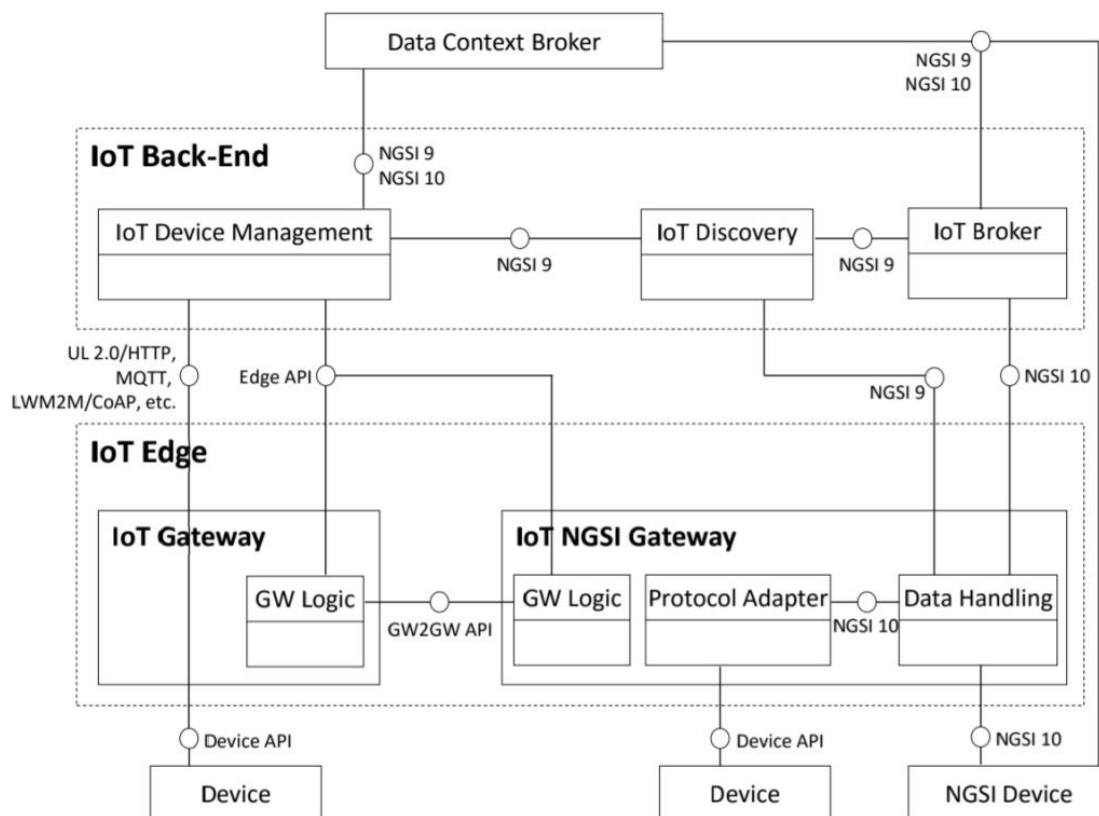 Data Context Broker
NGSI 9
NGSI 10
IoT Back-End
NGSI 9
NGSI 10
IoT Device Management
IoT Discovery
IoT Broker
NGSI 9
NGSI 9
UL 2.0/HTTP,
MQTT,
LWM2M/CoAP, etc.
Edge API
NGSI 9
NGSI 10
IoT Edge
IoT Gateway
IoT NGSI Gateway
GW Logic
GW Logic
Protocol Adapter
Data Handling
GW2GW API
NGSI 10
Device API
Device API
NGSI 10
Device
Device
NGSI Device